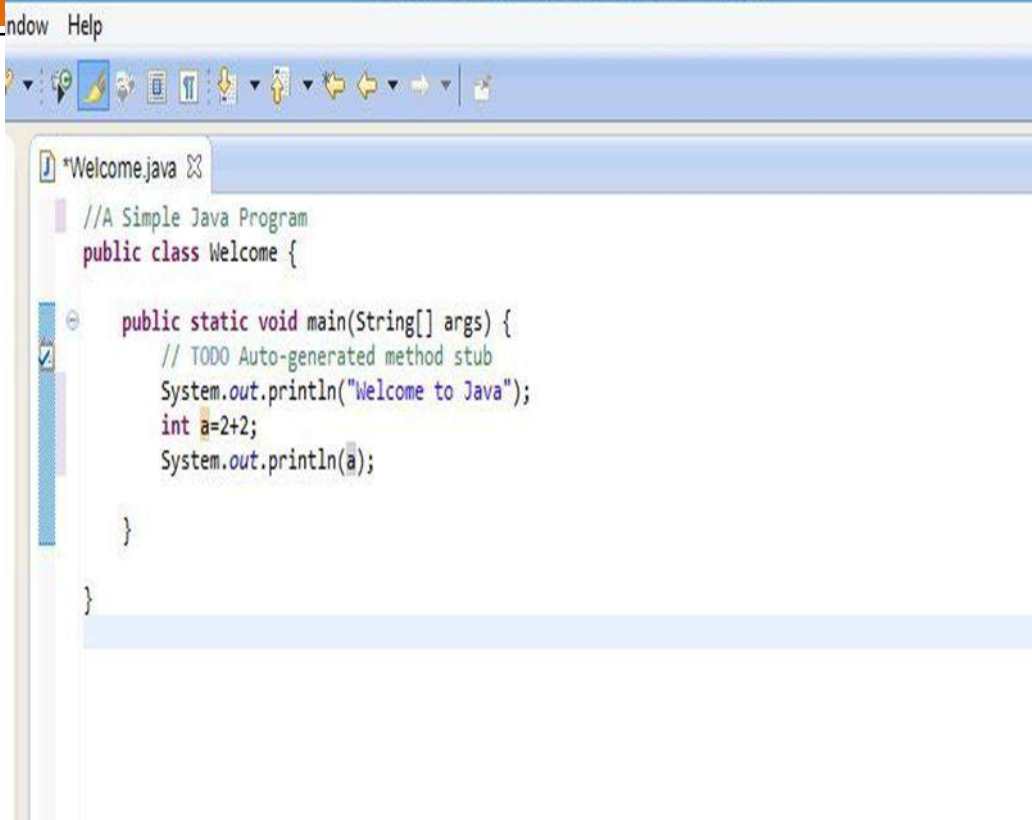 ndow Help
*Welcome.java
//A Simple Java Program
public class Welcome {
public static void main(String[] args) {
// TODO Auto-generated method stub
System.out.println("Welcome to Java");
int a=2+2;
System.out.println(a);
}
}